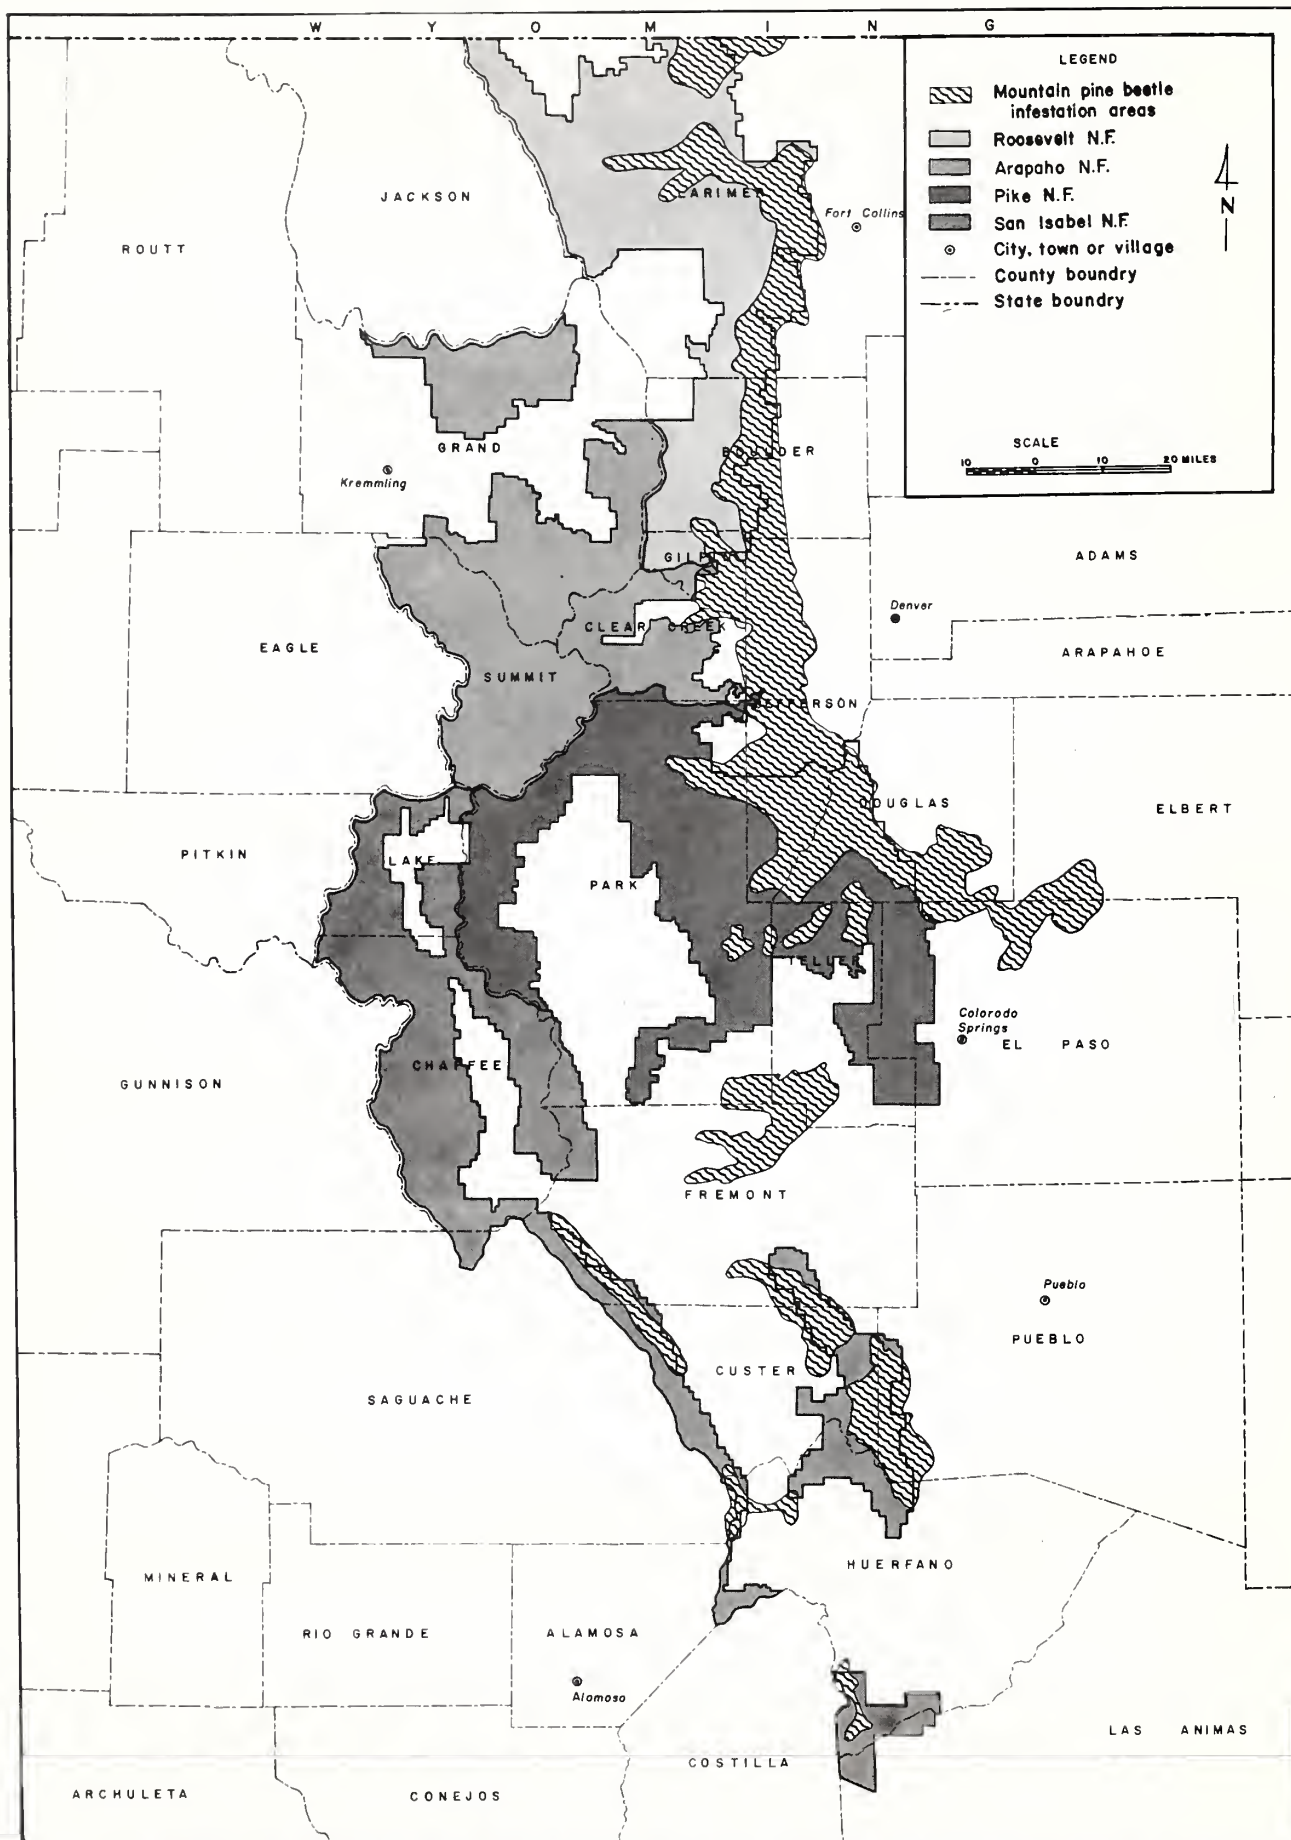 W Y O M I N G
LEGEND
Mountain pine beetle
infestation areas
Roosevelt N.F.
Arapaho N.F.
Pike N.F.
San Isabel N.F.
City, town or village
County boundry
State boundry
N
SCALE
10 0 10 20 MILES
JACKSON
LARIMER
Fort Collins
ROUTT
GRAND
BOULDER
Kremmling
GILPIN
ADAMS
Denver
CLEAR CREEK
EAGLE
ARAPAHOE
SUMMIT
JEFFERSON
DOUGLAS
ELBERT
PITKIN
LAKE
PARK
TELLER
Colorado
Springs
EL PASO
CHAFFEE
GUNNISON
FREMONT
Pueblo
PUEBLO
CUSTER
SAGUACHE
HUERFANO
MINERAL
RIO GRANDE
ALAMOSA
Alamosa
LAS ANIMAS
COSTILLA
ARCHULETA
CONEJOS